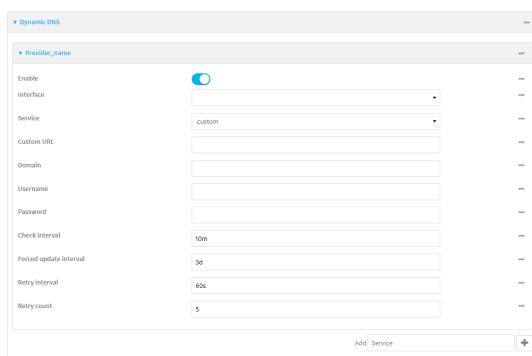 Dynamic DNS
Provider_name
Enable
Interface
Service custom
Custom URL
Domain
Username
Password
Check interval 10m
Forced update interval 3d
Retry interval 60s
Retry count 5
Add Service